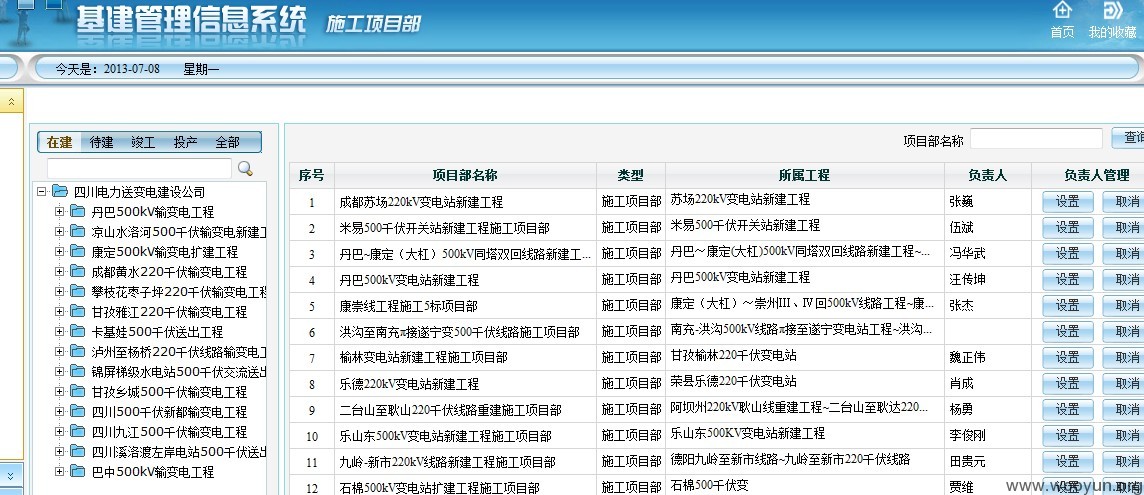 基建管理信息系统 施工项目部
首页 我的收藏
今天是：2013-07-08 星期一
在建 待建 竣工 投产 全部
四川电力送变电建设公司
丹巴500kV输变电工程
凉山水洛河500千伏输变电新建工
康定500kV输变电扩建工程
成都黄水220千伏输变电工程
攀枝花枣子坪220千伏输变电工程
甘孜雅江220千伏输变电工程
卡基娃500千伏送出工程
泸州至杨桥220千伏线路输变电工
锦屏梯级水电站500千伏交流送出
甘孜乡城500千伏输变电工程
四川500千伏新都输变电工程
四川九江500千伏输变电工程
四川溪洛渡左岸电站500千伏送出
巴中500kV输变电工程
项目部名称 查询
序号 项目部名称 类型 所属工程 负责人 负责人管理
1 成都苏场220kV变电站新建工程 施工项目部 苏场220kV变电站新建工程 张巍 设置 取消
2 米易500千伏开关站新建工程施工项目部 施工项目部 米易500千伏开关站新建工程 伍斌 设置 取消
3 丹巴~康定（大杠）500kV同塔双回线路新建工... 施工项目部 丹巴～康定(大杠)500kV同塔双回线路新建工程~... 冯华武 设置 取消
4 丹巴500kV变电站新建工程 施工项目部 丹巴500kV变电站新建工程 汪传坤 设置 取消
5 康崇线工程施工5标项目部 施工项目部 康定（大杠）～崇州III、IV回500kV线路工程~康... 张杰 设置 取消
6 洪沟至南充π接遂宁变500千伏线路施工项目部 施工项目部 南充-洪沟500kV线路π接至遂宁变电站工程~洪沟... 设置 取消
7 榆林变电站新建工程施工项目部 施工项目部 甘孜榆林220千伏变电站 魏正伟 设置 取消
8 乐德220kV变电站新建工程 施工项目部 荣县乐德220千伏变电站 肖成 设置 取消
9 二台山至耿山220千伏线路重建施工项目部 施工项目部 阿坝州220kV耿山线重建工程~二台山至耿达220... 杨勇 设置 取消
10 乐山东500kV变电站新建工程施工项目部 施工项目部 乐山东500KV变电站新建工程 李俊刚 设置 取消
11 九岭-新市220kV线路新建工程施工项目部 施工项目部 德阳九岭至新市线路~九岭至新市220千伏线路 田贵元 设置 取消
12 石棉500kV变电站扩建工程施工项目部 施工项目部 石棉500千伏变 贾维 设置 取消
www.wooyun.org